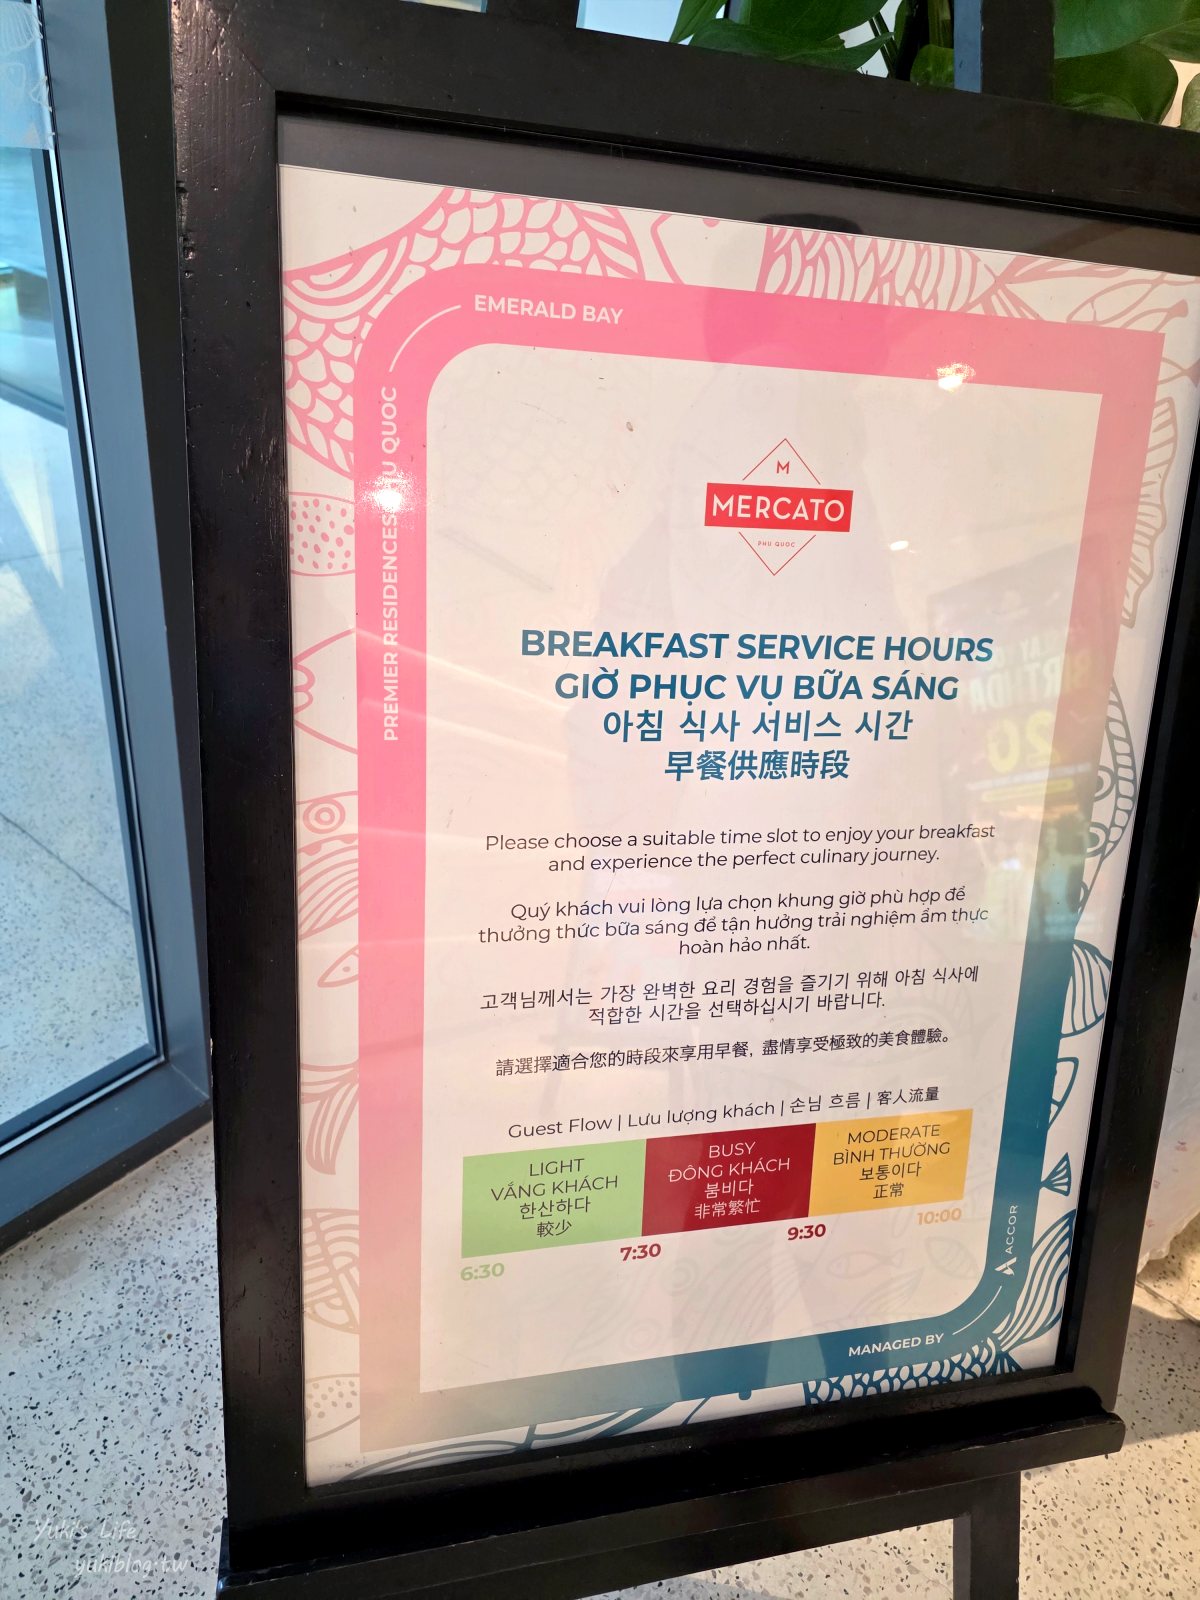 EMERALD BAY
PREMIER RESIDENCES PHU QUOC
M
MERCATO
PHU QUOC
BREAKFAST SERVICE HOURS
GIỜ PHỤC VỤ BỮA SÁNG
아침 식사 서비스 시간
早餐供應時段
Please choose a suitable time slot to enjoy your breakfast
and experience the perfect culinary journey.
Quý khách vui lòng lựa chọn khung giờ phù hợp để
thưởng thức bữa sáng để tận hưởng trải nghiệm ẩm thực
hoàn hảo nhất.
고객님께서는 가장 완벽한 요리 경험을 즐기기 위해 아침 식사에
적합한 시간을 선택하십시기 바랍니다.
請選擇適合您的時段來享用早餐, 盡情享受極致的美食體驗。
Guest Flow | Lưu lượng khách | 손님 흐름 | 客人流量
LIGHT
VẮNG KHÁCH
한산하다
較少
BUSY
ĐÔNG KHÁCH
붐비다
非常繁忙
MODERATE
BÌNH THƯỜNG
보통이다
正常
6:30
7:30
9:30
10:00
MANAGED BY
ACCOR
Yuki's Life
yukiblog.tw